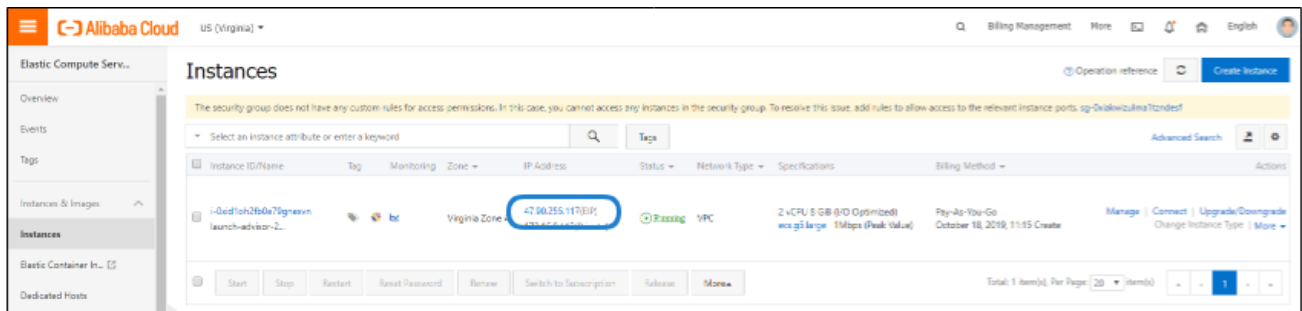 Alibaba Cloud US (Virginia) Billing Management More English
Elastic Compute Serv...
Instances
Operation reference Create Instance
Overview
The security group does not have any custom rules for access permissions. In this case, you cannot access any instances in the security group. To resolve this issue, add rules to allow access to the relevant instance ports.
Events
Select an instance attribute or enter a keyword Tags Advanced Search
Tags
Instance ID/Name Tag Monitoring Zone IP Address Status Network Type Specifications Billing Method Actions
Instances & Images
47.90.255.117(EIP) 2 vCPU 8 GB (I/O Optimized) Pay-As-You-Go Manage | Connect | Upgrade/Downgrade
Virginia Zone Running VPC
launch-advisor-2... ecs.g5.large 1Mbps (Peak Value) October 18, 2019, 11:15 Create Change Instance Type | More
Instances
Elastic Container In...
Start Stop Restart Reset Password Renew Switch to Subscription Release More Total: 1 item(s), Per Page: 20 item(s) 1
Dedicated Hosts